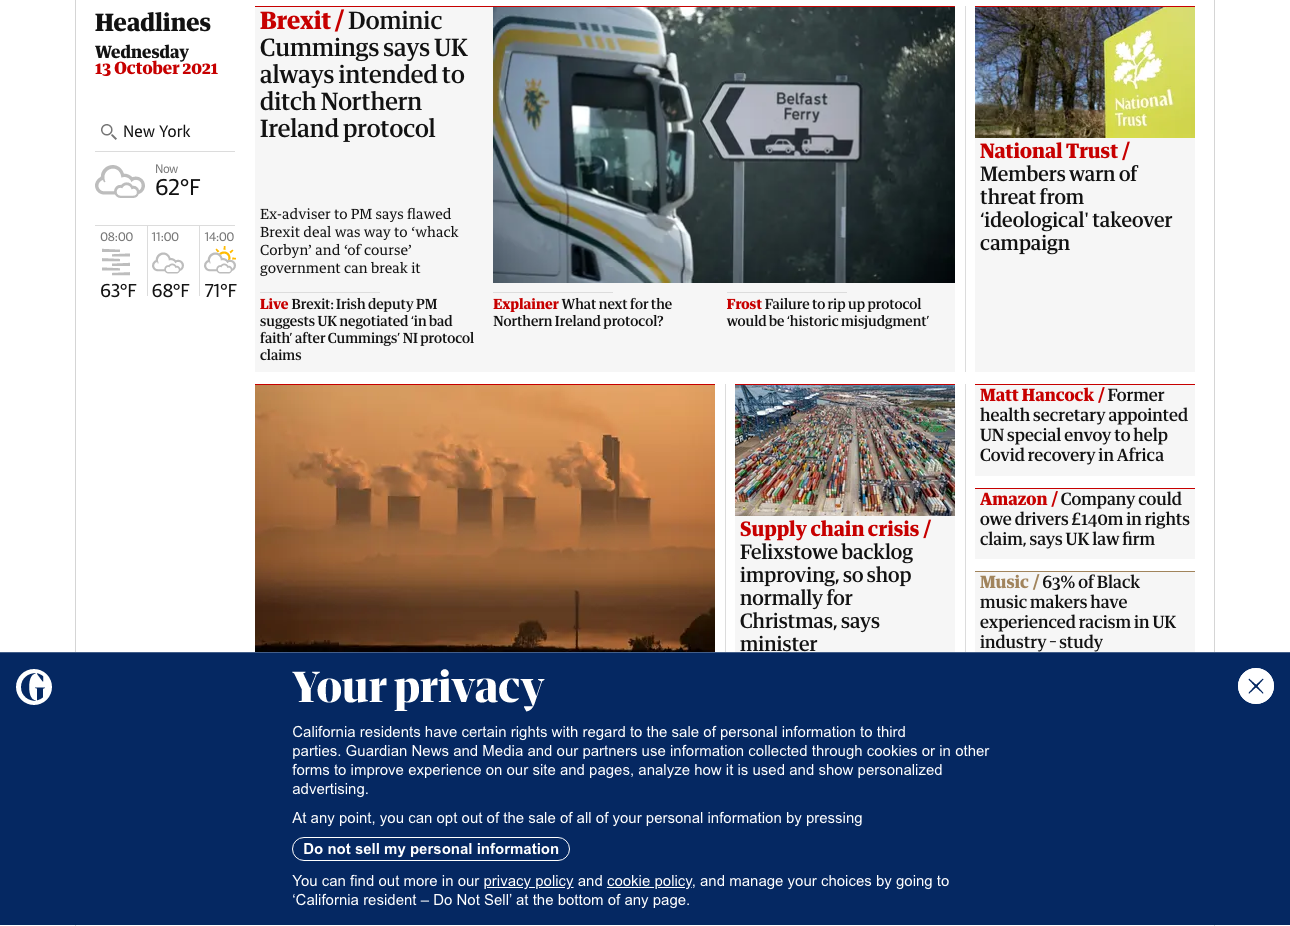 Headlines
Wednesday
13 October 2021
New York
Now
62°F
08:00
11:00
14:00
63°F
68°F
71°F
Brexit / Dominic
Cummings says UK
always intended to
ditch Northern
Ireland protocol
Ex-adviser to PM says flawed
Brexit deal was way to ‘whack
Corbyn’ and ‘of course’
government can break it
Belfast
Ferry
Live Brexit: Irish deputy PM
suggests UK negotiated ‘in bad
faith’ after Cummings’ NI protocol
claims
Explainer What next for the
Northern Ireland protocol?
Frost Failure to rip up protocol
would be ‘historic misjudgment’
National
Trust
National Trust /
Members warn of
threat from
‘ideological' takeover
campaign
Supply chain crisis /
Felixstowe backlog
improving, so shop
normally for
Christmas, says
minister
Matt Hancock / Former
health secretary appointed
UN special envoy to help
Covid recovery in Africa
Amazon / Company could
owe drivers £140m in rights
claim, says UK law firm
Music / 63% of Black
music makers have
experienced racism in UK
industry – study
G
Your privacy
California residents have certain rights with regard to the sale of personal information to third
parties. Guardian News and Media and our partners use information collected through cookies or in other
forms to improve experience on our site and pages, analyze how it is used and show personalized
advertising.
At any point, you can opt out of the sale of all of your personal information by pressing
Do not sell my personal information
You can find out more in our privacy policy and cookie policy, and manage your choices by going to
‘California resident – Do Not Sell’ at the bottom of any page.